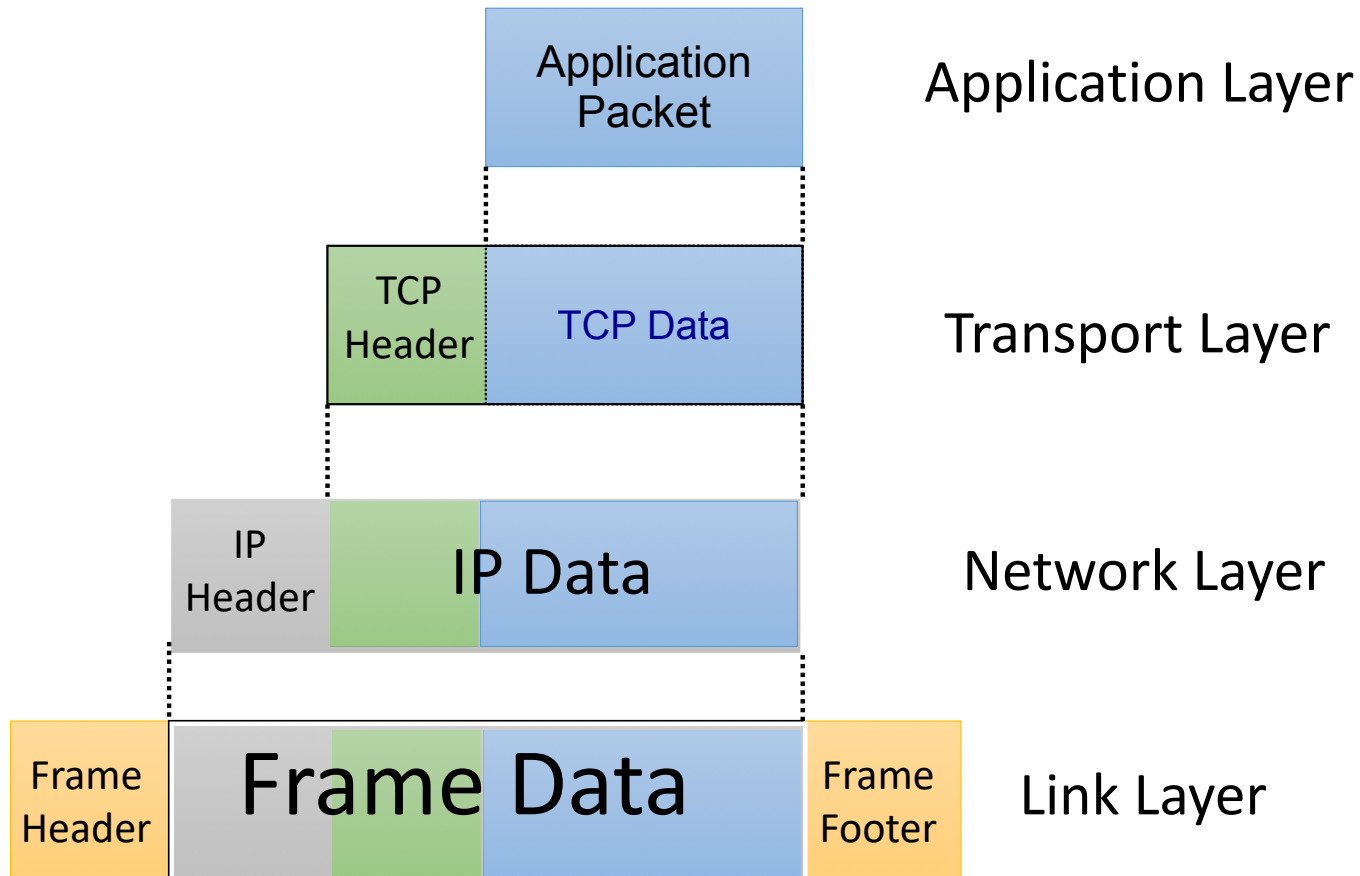 Application
Packet
Application Layer
TCP
Header
TCP Data
Transport Layer
IP
Header
IP Data
Network Layer
Frame
Header
Frame Data
Frame
Footer
Link Layer